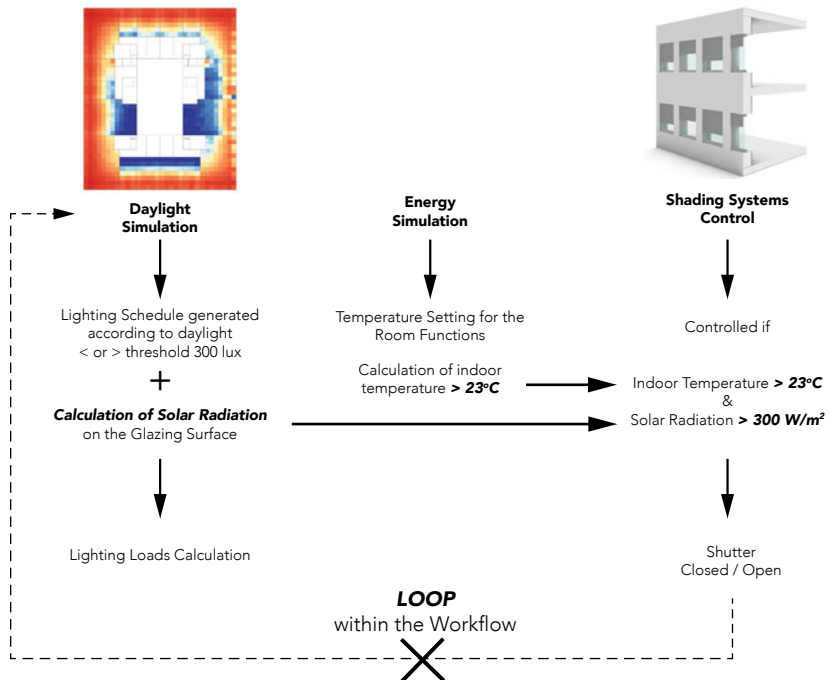 Daylight
Simulation
Energy
Simulation
Shading Systems
Control
Lighting Schedule generated
according to daylight
< or > threshold 300 lux
+
Calculation of Solar Radiation
on the Glazing Surface
Lighting Loads Calculation
Temperature Setting for the
Room Functions
Calculation of indoor
temperature > 23ºC
Controlled if
Indoor Temperature > 23ºC
&
Solar Radiation > 300 W/m²
Shutter
Closed / Open
LOOP
within the Workflow